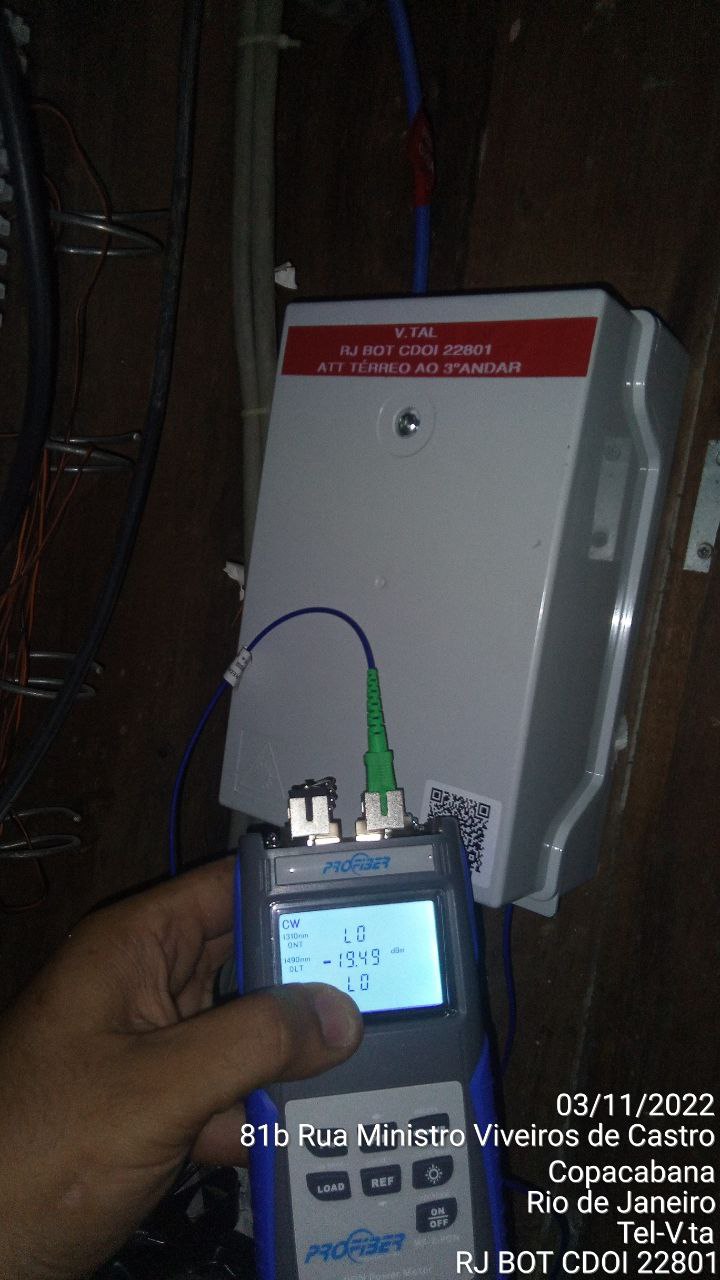 V.TAL
RJ BOT CDOI 22801
ATT TÉRREO AO 3ºANDAR
PROFIBER
CW
1310nm
ONT
LO
1490nm
OLT
-19.49 dBm
LO
LOAD
REF
ON
OFF
PROFIBER
03/11/2022
81b Rua Ministro Viveiros de Castro
Copacabana
Rio de Janeiro
Tel-V.ta
RJ BOT CDOI 22801